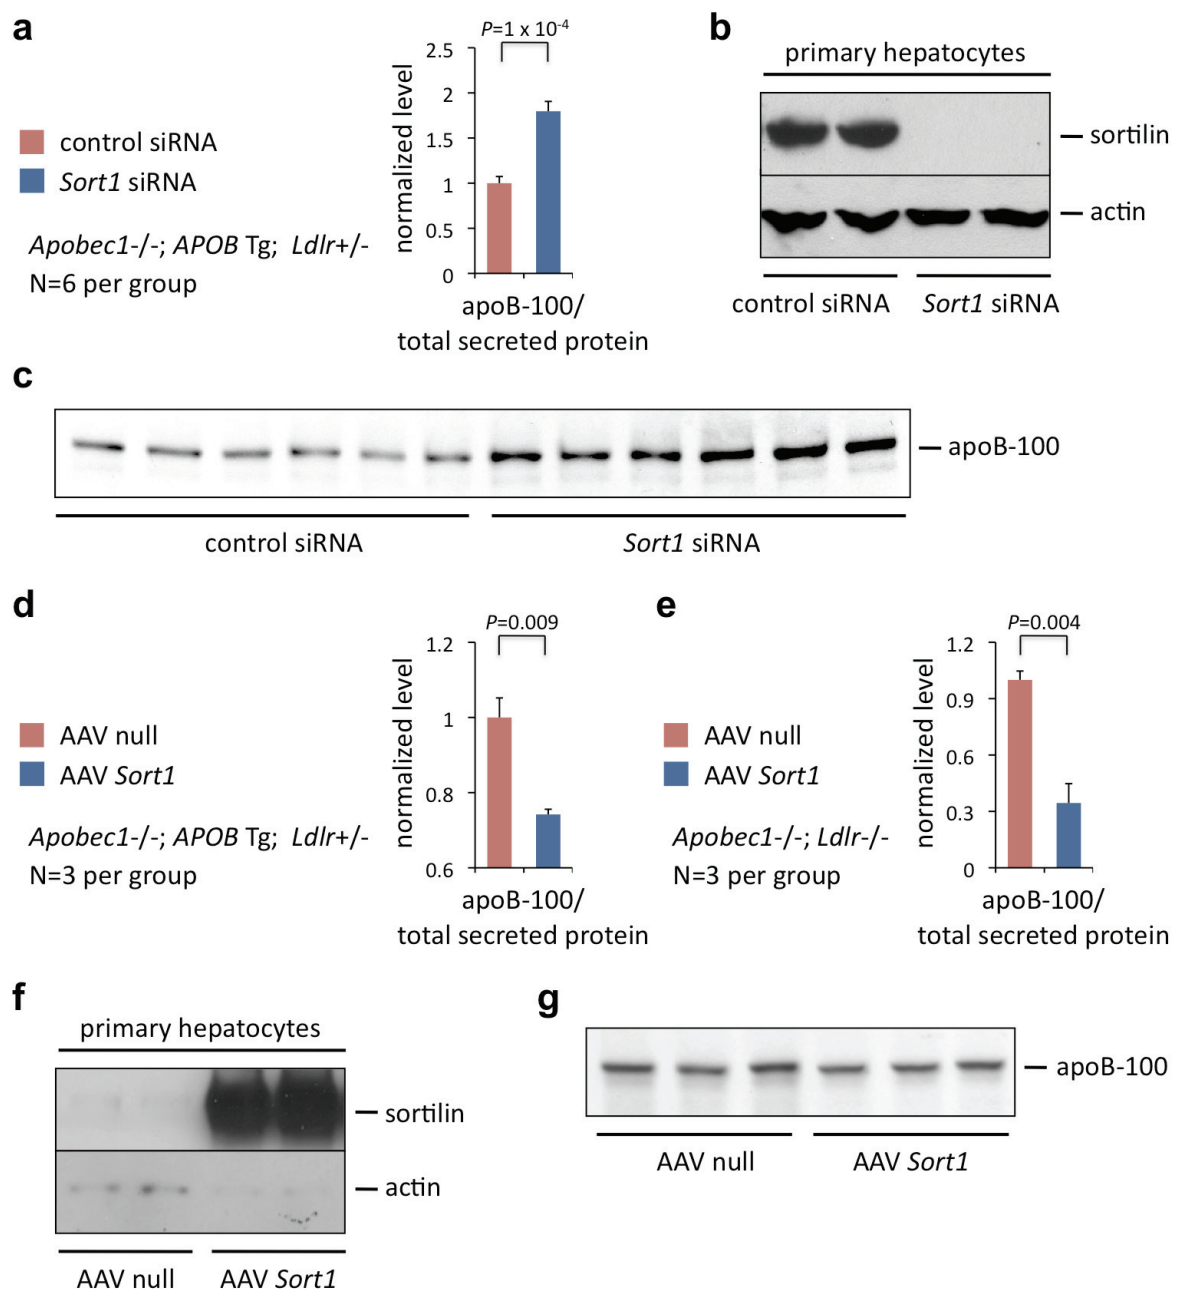 a
P=1 x 10-4
2.5
2
1.5
1
0.5
0
normalized level
control siRNA
Sort1 siRNA
Apobec1-/-; APOB Tg; Ldlr+/-
N=6 per group
apoB-100/
total secreted protein
b
primary hepatocytes
sortilin
actin
control siRNA
Sort1 siRNA
c
apoB-100
control siRNA
Sort1 siRNA
d
P=0.009
1.2
1
0.8
0.6
normalized level
AAV null
AAV Sort1
Apobec1-/-; APOB Tg; Ldlr+/-
N=3 per group
apoB-100/
total secreted protein
e
P=0.004
1.2
0.9
0.6
0.3
0
normalized level
AAV null
AAV Sort1
Apobec1-/-; Ldlr-/-
N=3 per group
apoB-100/
total secreted protein
f
primary hepatocytes
sortilin
actin
AAV null
AAV Sort1
g
apoB-100
AAV null
AAV Sort1